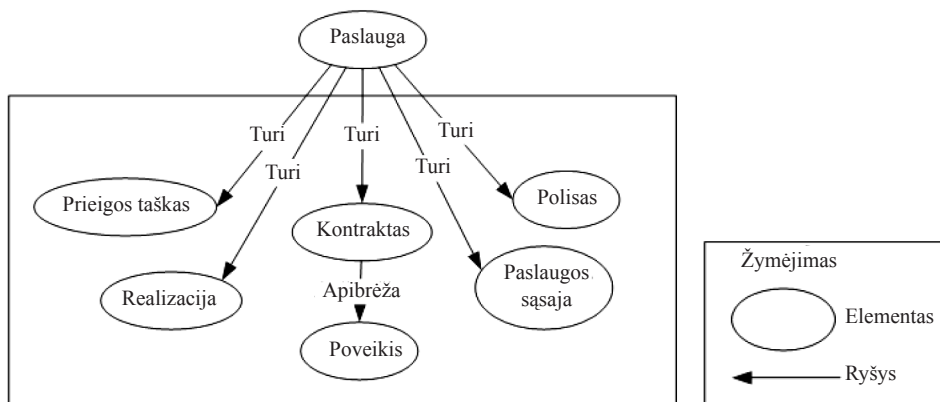 Paslauga
Turi
Turi
Turi
Turi
Turi
Prieigos taškas
Polisas
Kontraktas
Realizacija
Apibrėža
Paslaugos
sąsaja
Poveikis
Žymėjimas
Elementas
Ryšys